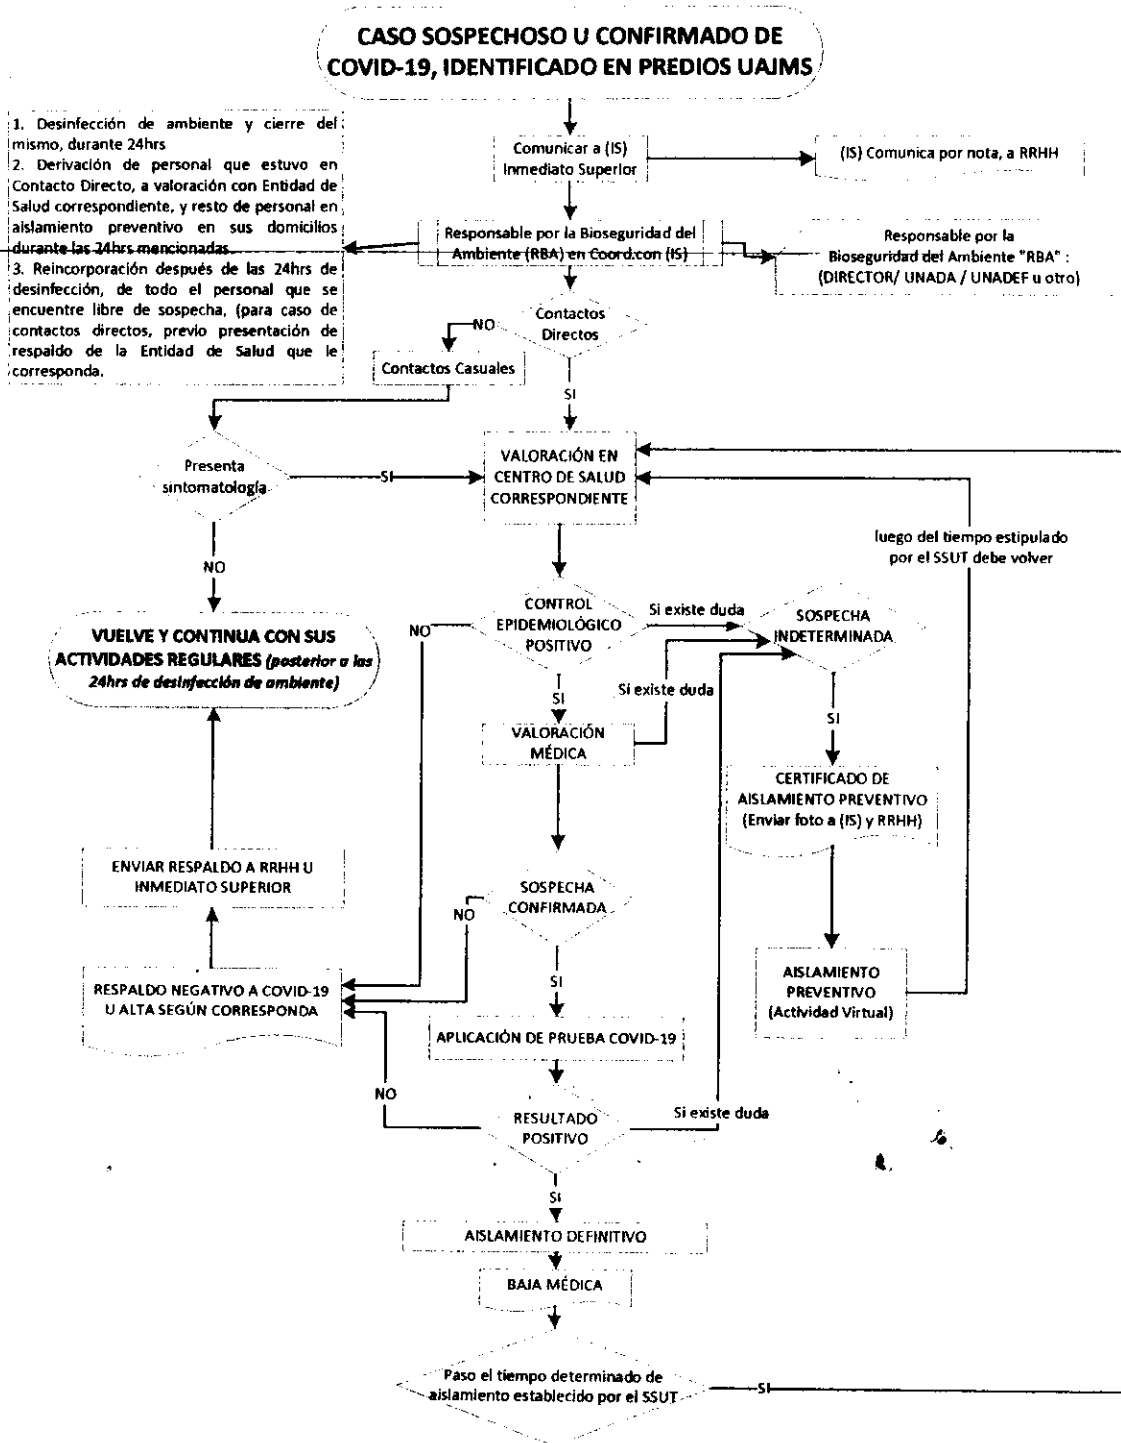 CASO SOSPECHOSO U CONFIRMADO DE
COVID-19, IDENTIFICADO EN PREDIOS UAJMS
1. Desinfección de ambiente y cierre del
mismo, durante 24hrs
2. Derivación de personal que estuvo en
Contacto Directo, a valoración con Entidad de
Salud correspondiente, y resto de personal en
aislamiento preventivo en sus domicilios
durante las 24hrs mencionadas
3. Reincorporación después de las 24hrs de
desinfección, de todo el personal que se
encuentre libre de sospecha, (para caso de
contactos directos, previo presentación de
respaldo de la Entidad de Salud que le
corresponda.
Comunicar a (IS)
Inmediato Superior
(IS) Comunica por nota, a RRHH
Responsable por la Bioseguridad del
Ambiente (RBA) en Coord.con (IS)
Responsable por la
Bioseguridad del Ambiente "RBA" :
(DIRECTOR/ UNADA / UNADEF u otro)
Contactos
Directos
NO
Contactos Casuales
SI
Presenta
sintomatología
SI
VALORACIÓN EN
CENTRO DE SALUD
CORRESPONDIENTE
luego del tiempo estipulado
por el SSUT debe volver
NO
VUELVE Y CONTINUA CON SUS
ACTIVIDADES REGULARES (posterior a las
24hrs de desinfección de ambiente)
CONTROL
EPIDEMIOLÓGICO
POSITIVO
NO
Si existe duda
SOSPECHA
INDETERMINADA
Si existe duda
SI
SI
VALORACIÓN
MÉDICA
CERTIFICADO DE
AISLAMIENTO PREVENTIVO
(Enviar foto a (IS) y RRHH)
ENVIAR RESPALDO A RRHH U
INMEDIATO SUPERIOR
SOSPECHA
CONFIRMADA
NO
SI
RESPALDO NEGATIVO A COVID-19
U ALTA SEGÚN CORRESPONDA
AISLAMIENTO
PREVENTIVO
(Actividad Virtual)
APLICACIÓN DE PRUEBA COVID-19
NO
RESULTADO
POSITIVO
Si existe duda
SI
AISLAMIENTO DEFINITIVO
BAJA MÉDICA
Paso el tiempo determinado de
aislamiento establecido por el SSUT
SI